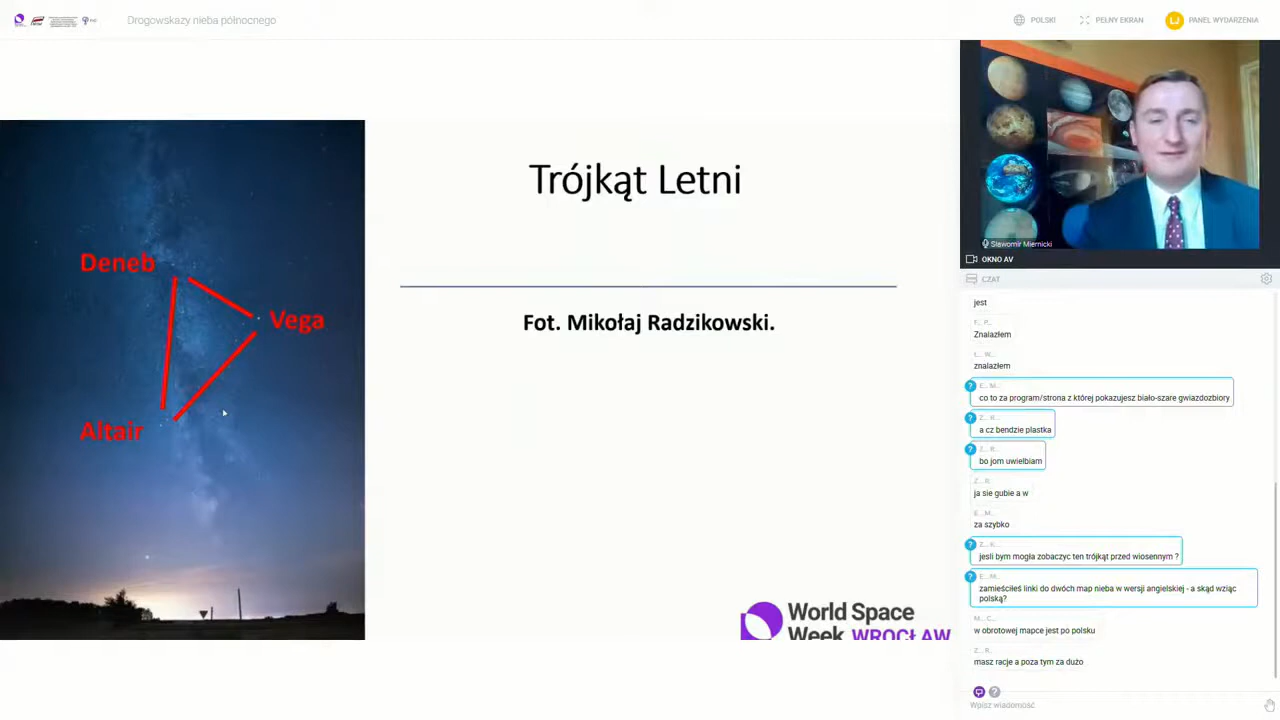 Drogowskazy nieba północnego
POLSKI
PEŁNY EKRAN
PANEL WYDARZENIA
Trójkąt Letni
Fot. Mikołaj Radzikowski.
Deneb
Vega
Altair
World Space
Week WROCŁAW
Sławomir Miernicki
OKNO AV
CZAT
jest
F... P...
Znalazłem
Ł... W...
znalazłem
E... M...
co to za program/strona z której pokazujesz biało-szare gwiazdozbiory
Z... R...
a cz bendzie plastka
Z... R...
bo jom uwielbiam
Z... R...
ja sie gubie a w
E... M...
za szybko
Z... R...
jesli bym mogła zobaczyc ten trójkąt przed wiosennym ?
E... M...
zamieściłeś linki do dwóch map nieba w wersji angielskiej - a skąd wziąc
polską?
M... C...
w obrotowej mapce jest po polsku
Z... R...
masz racje a poza tym za dużo
Wpisz wiadomość